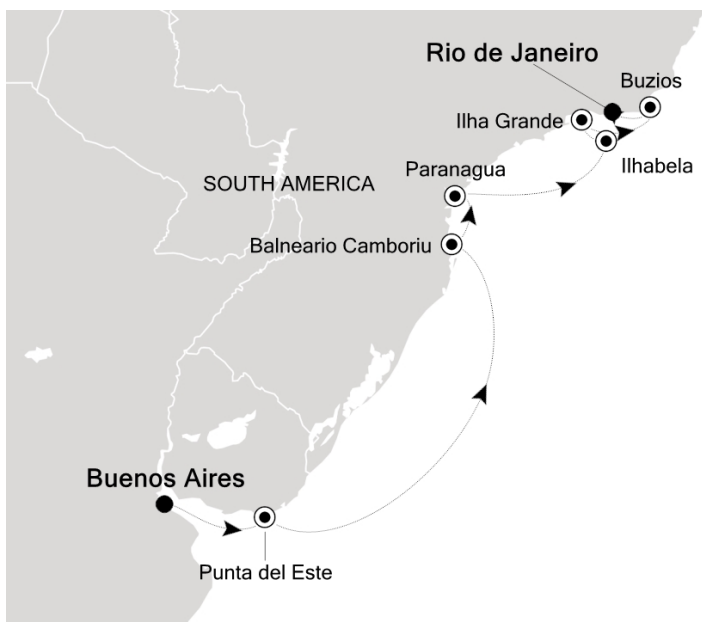 Rio de Janeiro
Buzios
Ilha Grande
Ilhabela
Paranagua
SOUTH AMERICA
Balneario Camboriu
Buenos Aires
Punta del Este